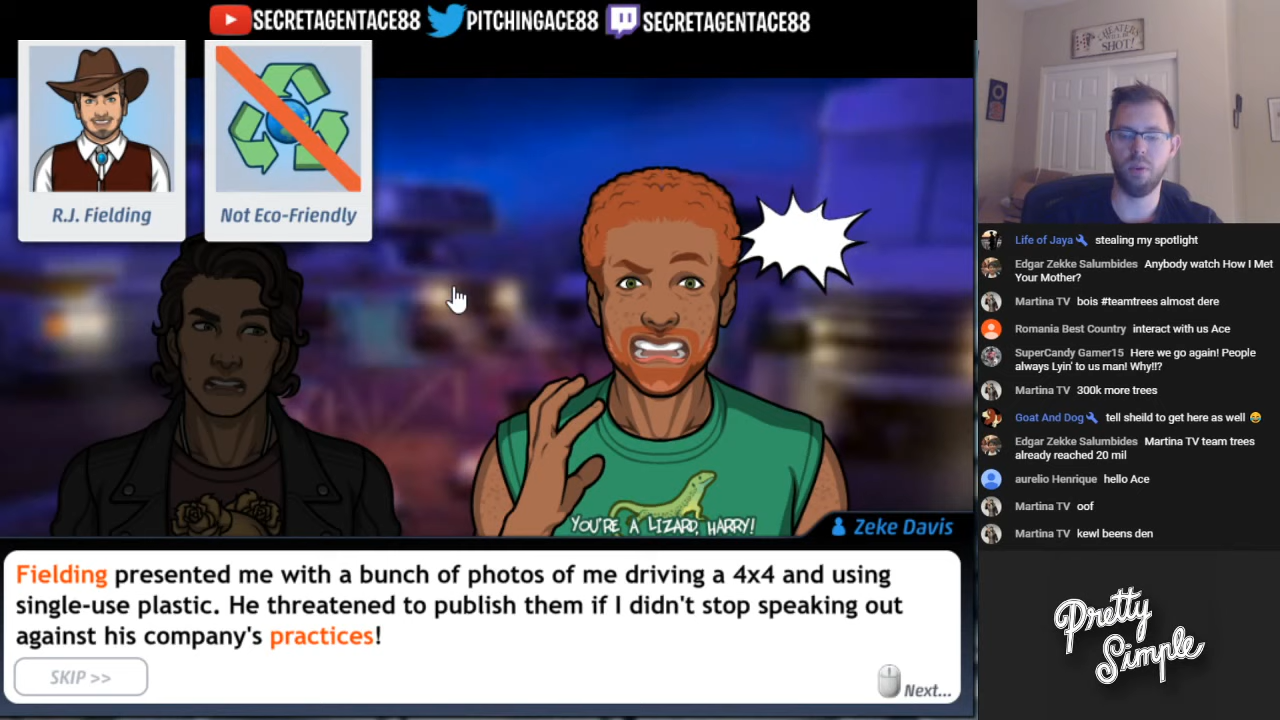 SECRETAGENTACE88 PITCHINGACE88 SECRETAGENTACE88
CHEATERS
WILL BE
SHOT!
R.J. Fielding
Not Eco-Friendly
YOU'RE A LIZARD, HARRY!
Zeke Davis
Fielding presented me with a bunch of photos of me driving a 4x4 and using
single-use plastic. He threatened to publish them if I didn't stop speaking out
against his company's practices!
SKIP >>
Next...
Life of Jaya stealing my spotlight
Edgar Zekke Salumbides Anybody watch How I Met
Your Mother?
Martina TV bois #teamtrees almost dere
Romania Best Country interact with us Ace
SuperCandy Gamer15 Here we go again! People
always Lyin' to us man! Why!!?
Martina TV 300k more trees
Goat And Dog tell sheild to get here as well 😂
Edgar Zekke Salumbides Martina TV team trees
already reached 20 mil
aurelio Henrique hello Ace
Martina TV oof
Martina TV kewl beens den
Pretty
Simple